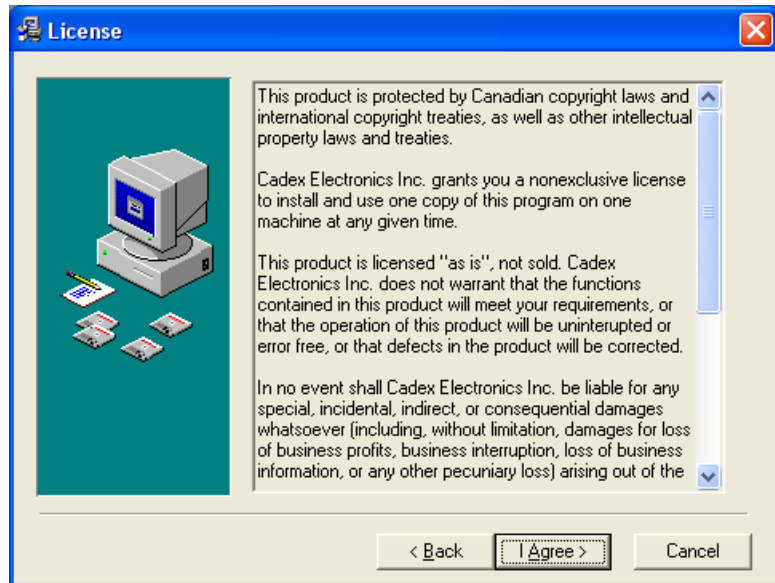 License
This product is protected by Canadian copyright laws and
international copyright treaties, as well as other intellectual
property laws and treaties.
Cadex Electronics Inc. grants you a nonexclusive license
to install and use one copy of this program on one
machine at any given time.
This product is licensed "as is", not sold. Cadex
Electronics Inc. does not warrant that the functions
contained in this product will meet your requirements, or
that the operation of this product will be uninterupted or
error free, or that defects in the product will be corrected.
In no event shall Cadex Electronics Inc. be liable for any
special, incidental, indirect, or consequential damages
whatsoever (including, without limitation, damages for loss
of business profits, business interruption, loss of business
information, or any other pecuniary loss) arising out of the
< Back I Agree > Cancel